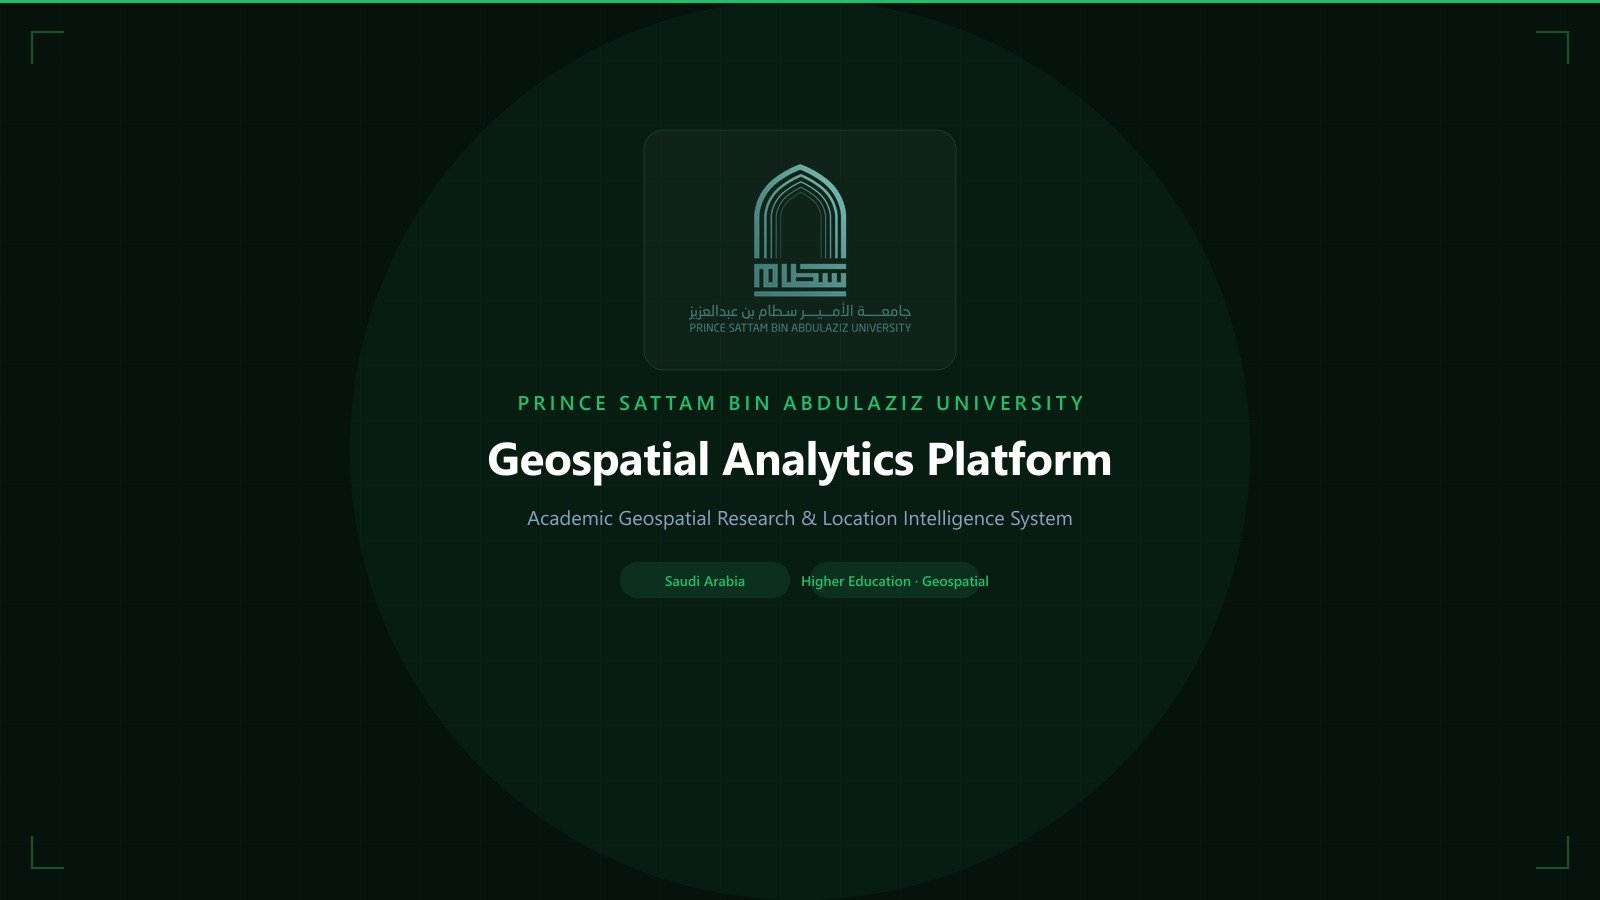 سطام
جامعة الأمير سطام بن عبدالعزيز
PRINCE SATTAM BIN ABDULAZIZ UNIVERSITY
PRINCE SATTAM BIN ABDULAZIZ UNIVERSITY
Geospatial Analytics Platform
Academic Geospatial Research & Location Intelligence System
Saudi Arabia
Higher Education · Geospatial